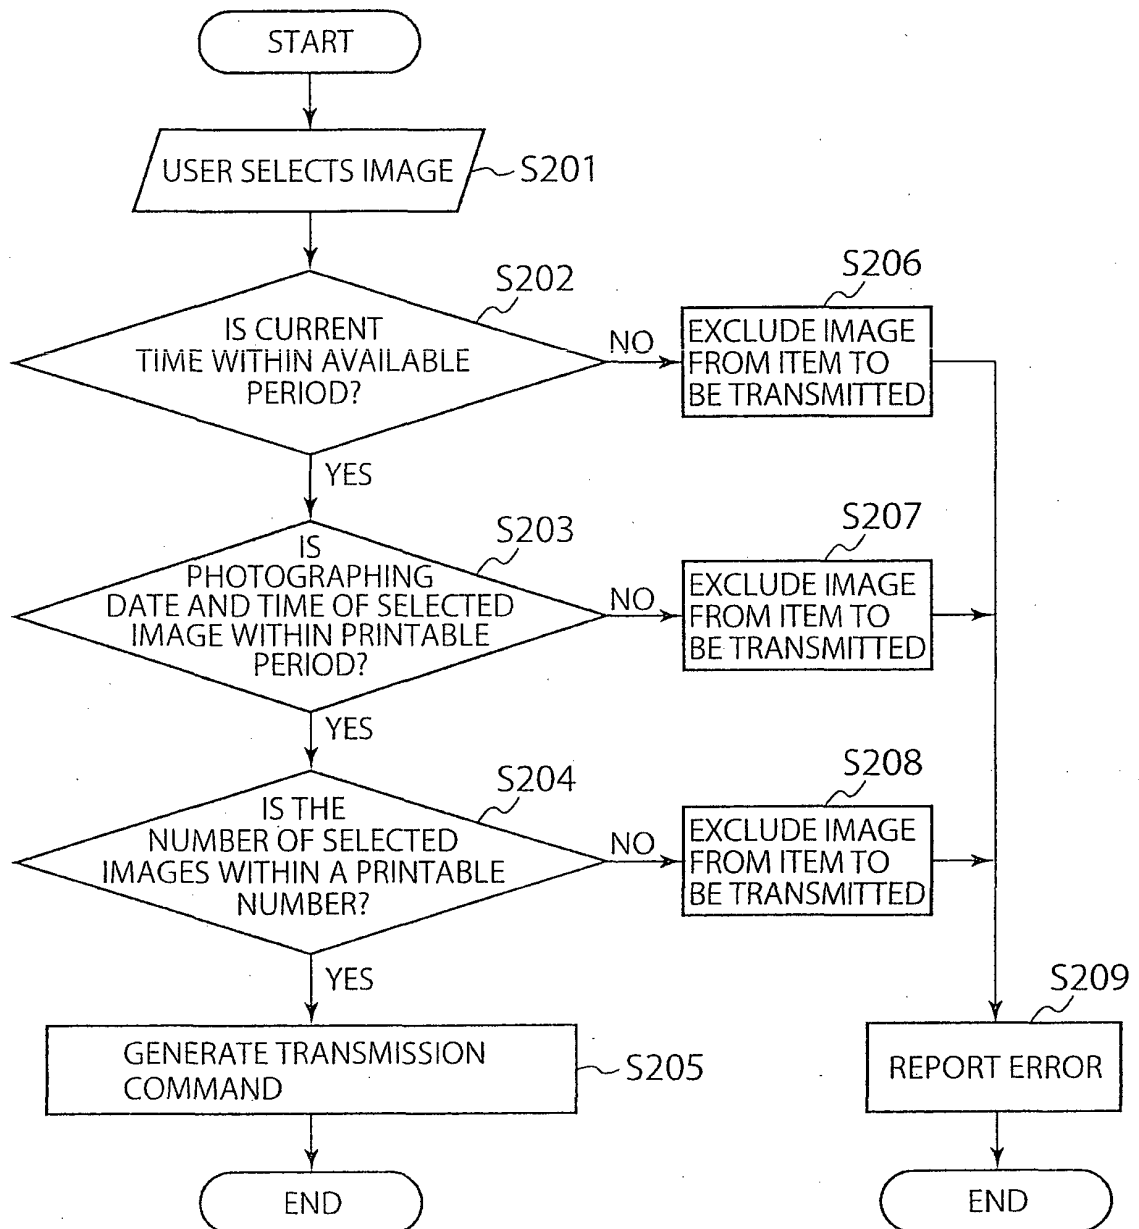 START
USER SELECTS IMAGE
S201
S202
IS CURRENT
TIME WITHIN AVAILABLE
PERIOD?
NO
S206
EXCLUDE IMAGE
FROM ITEM TO
BE TRANSMITTED
YES
S203
IS
PHOTOGRAPHING
DATE AND TIME OF SELECTED
IMAGE WITHIN PRINTABLE
PERIOD?
NO
S207
EXCLUDE IMAGE
FROM ITEM TO
BE TRANSMITTED
YES
S204
IS THE
NUMBER OF SELECTED
IMAGES WITHIN A PRINTABLE
NUMBER?
NO
S208
EXCLUDE IMAGE
FROM ITEM TO
BE TRANSMITTED
YES
GENERATE TRANSMISSION
COMMAND
S205
S209
REPORT ERROR
END
END